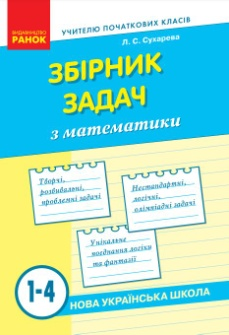 УЧИТЕЛЮ ПОЧАТКОВИХ КЛАСІВ
ВИДАВНИЦТВО
РАНОК
Л. С. Сухарева
ЗБІРНИК
ЗАДАЧ
з математики
Творчі,
розвивальні,
проблемні задачі
Нестандартні,
логічні,
олімпіадні задачі
Унікальне
поєднання логіки
та фантазії
1-4
НОВА УКРАЇНСЬКА ШКОЛА